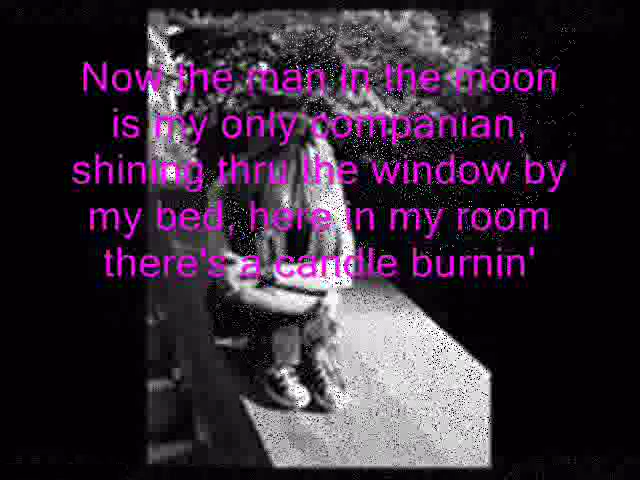 Now the man in the moon
is my only companian,
shining thru the window by
my bed, here in my room
there's a candle burnin'